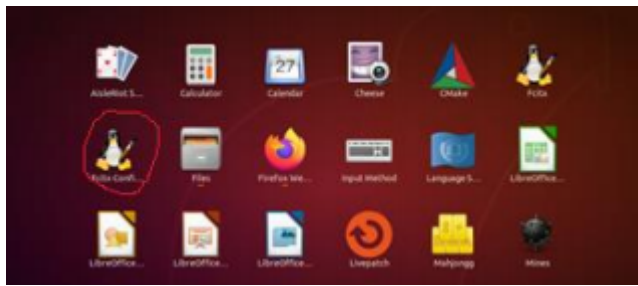 AisleRiot S...
Calculator
Calendar
Cheese
CMake
Fcitx
Fcitx Confi...
Files
Firefox We...
Input Method
Language S...
LibreOffice...
LibreOffice...
LibreOffice...
LibreOffice...
Livepatch
Mahjongg
Mines